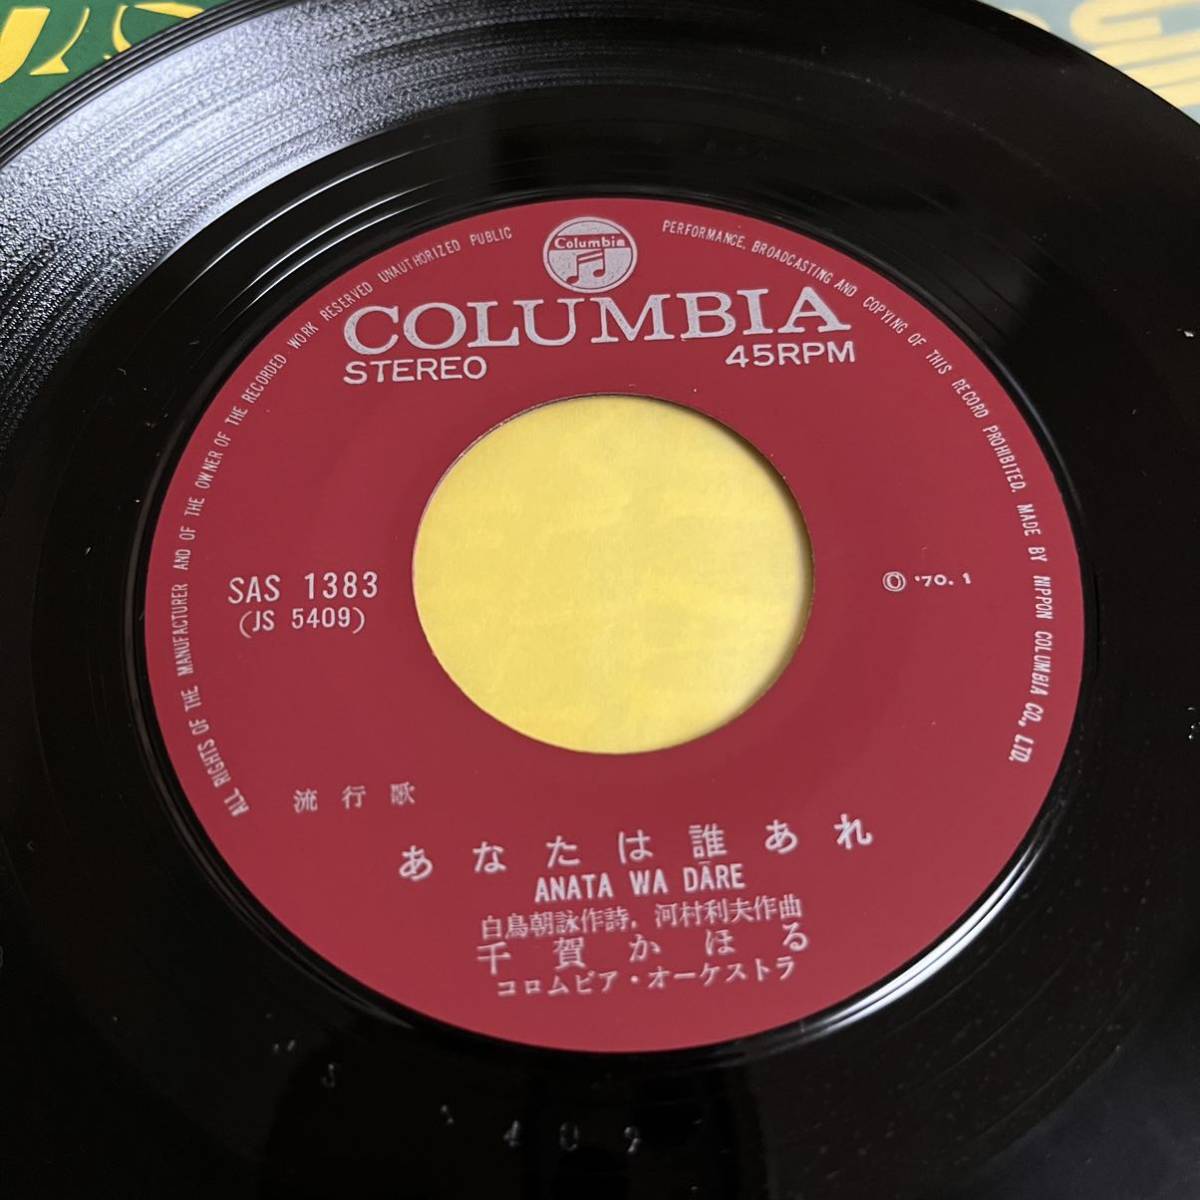 Columbia
COLUMBIA
STEREO 45RPM
ALL RIGHTS OF THE MANUFACTURER AND OF THE OWNER OF THE RECORDED WORK RESERVED UNAUTHORIZED PUBLIC PERFORMANCE, BROADCASTING AND COPYING OF THIS RECORD PROHIBITED. MADE BY NIPPON COLUMBIA CO., LTD.
SAS 1383
(JS 5409)
Ⓒ '70. 1
流行歌
あなたは誰あれ
ANATA WA DĀRE
白鳥朝詠作詩, 河村利夫作曲
千賀かほる
コロムビア・オーケストラ